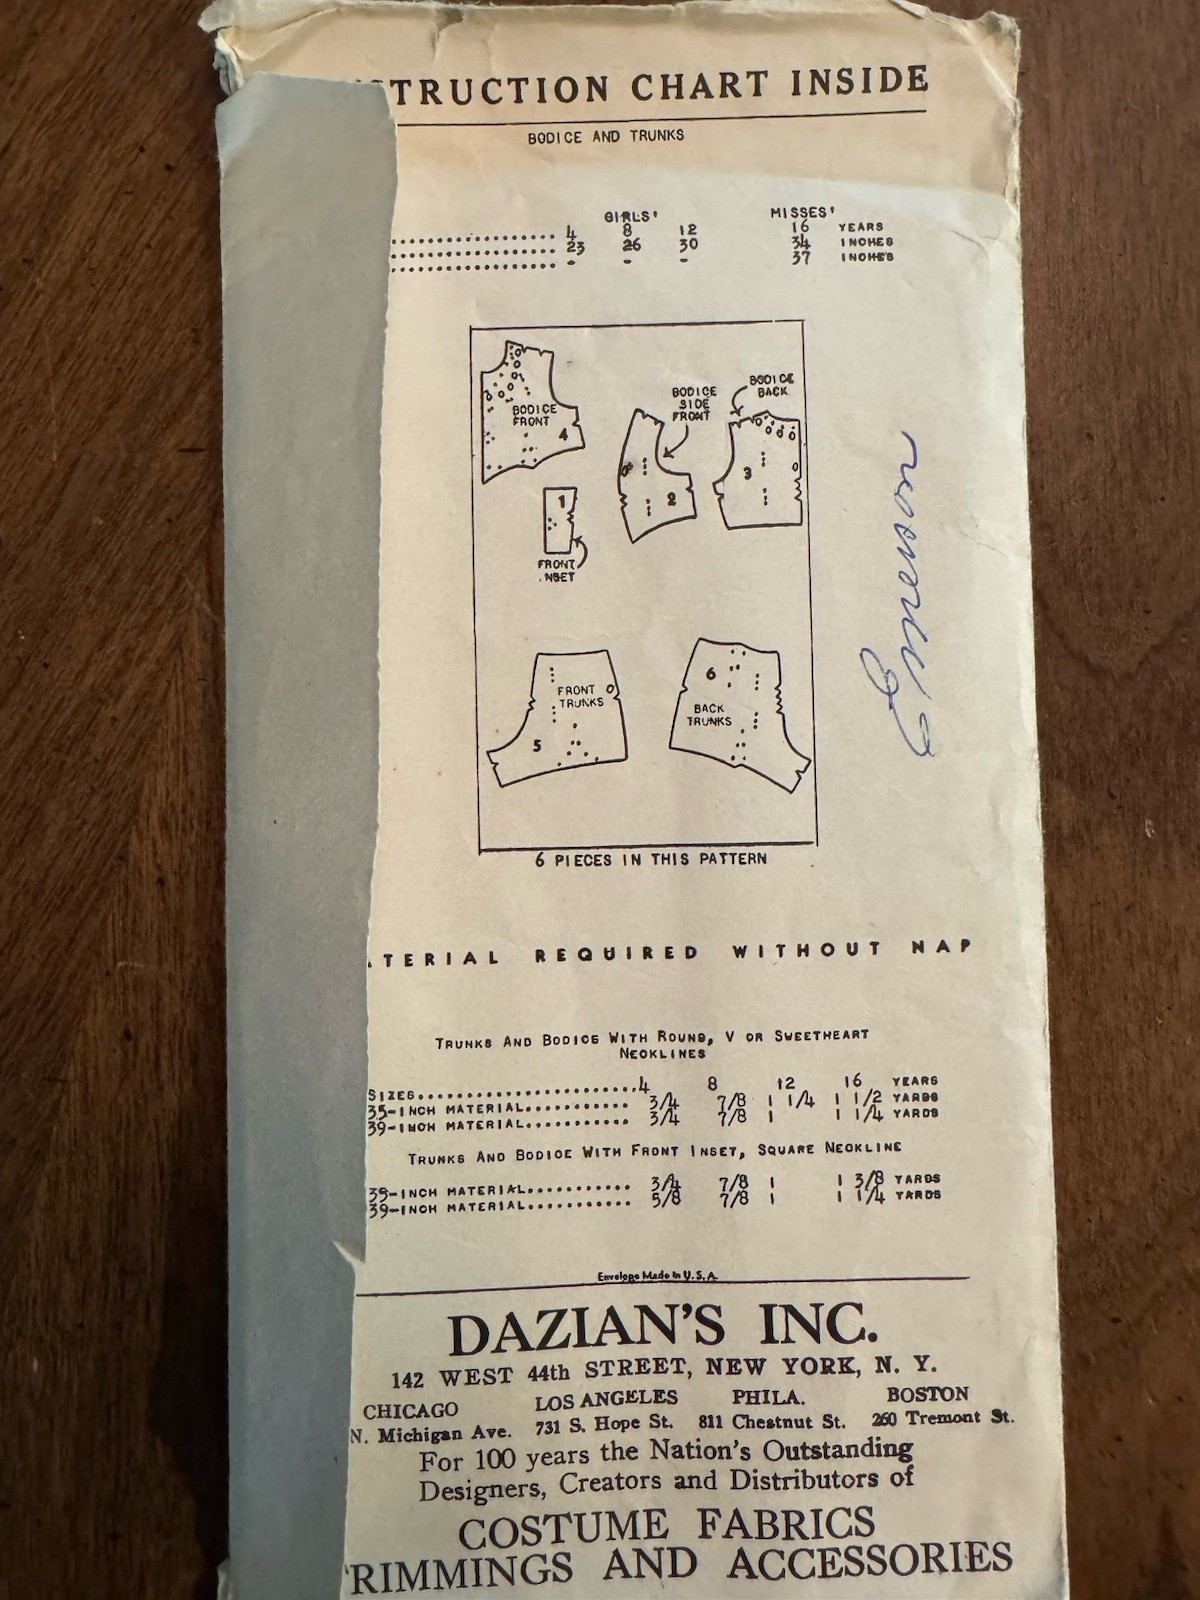 STRUCTION CHART INSIDE
BODICE AND TRUNKS
GIRLS' MISSES'
4 8 12 16 YEARS
23 26 30 34 INCHES
- - - 37 INCHES
BODICE FRONT 4
BODICE SIDE FRONT 2
BODICE BACK 3
1 FRONT INSET
FRONT TRUNKS 5
6 BACK TRUNKS
Emerson
6 PIECES IN THIS PATTERN
ATERIAL REQUIRED WITHOUT NAP
TRUNKS AND BODICE WITH ROUND, V OR SWEETHEART
NECKLINES
SIZES..........................4 8 12 16 YEARS
35-INCH MATERIAL............ 3/4 7/8 1 1/4 1 1/2 YARDS
39-INCH MATERIAL............ 3/4 7/8 1 1 1/4 YARDS
TRUNKS AND BODICE WITH FRONT INSET, SQUARE NECKLINE
35-INCH MATERIAL............ 3/4 7/8 1 1 3/8 YARDS
39-INCH MATERIAL............ 5/8 7/8 1 1 1/4 YARDS
Envelope Made in U.S.A.
DAZIAN'S INC.
142 WEST 44th STREET, NEW YORK, N. Y.
CHICAGO LOS ANGELES PHILA. BOSTON
N. Michigan Ave. 731 S. Hope St. 811 Chestnut St. 260 Tremont St.
For 100 years the Nation's Outstanding
Designers, Creators and Distributors of
COSTUME FABRICS
RIMMINGS AND ACCESSORIES